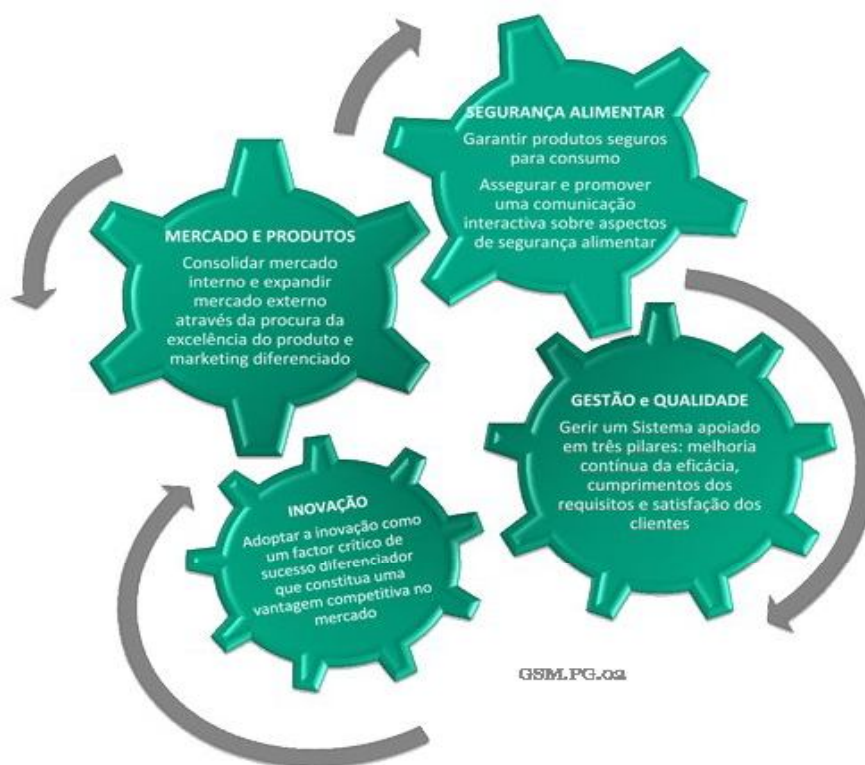 SEGURANÇA ALIMENTAR
Garantir produtos seguros
para consumo
Assegurar e promover
uma comunicação
interactiva sobre aspectos
de segurança alimentar
MERCADO E PRODUTOS
Consolidar mercado
interno e expandir
mercado externo
através da procura da
excelência do produto e
marketing diferenciado
GESTÃO e QUALIDADE
Gerir um Sistema apoiado
em três pilares: melhoria
contínua da eficácia,
cumprimentos dos
requisitos e satisfação dos
clientes
INOVAÇÃO
Adoptar a inovação como
um factor crítico de
sucesso diferenciador
que constitua uma
vantagem competitiva no
mercado
GSM.PG.02